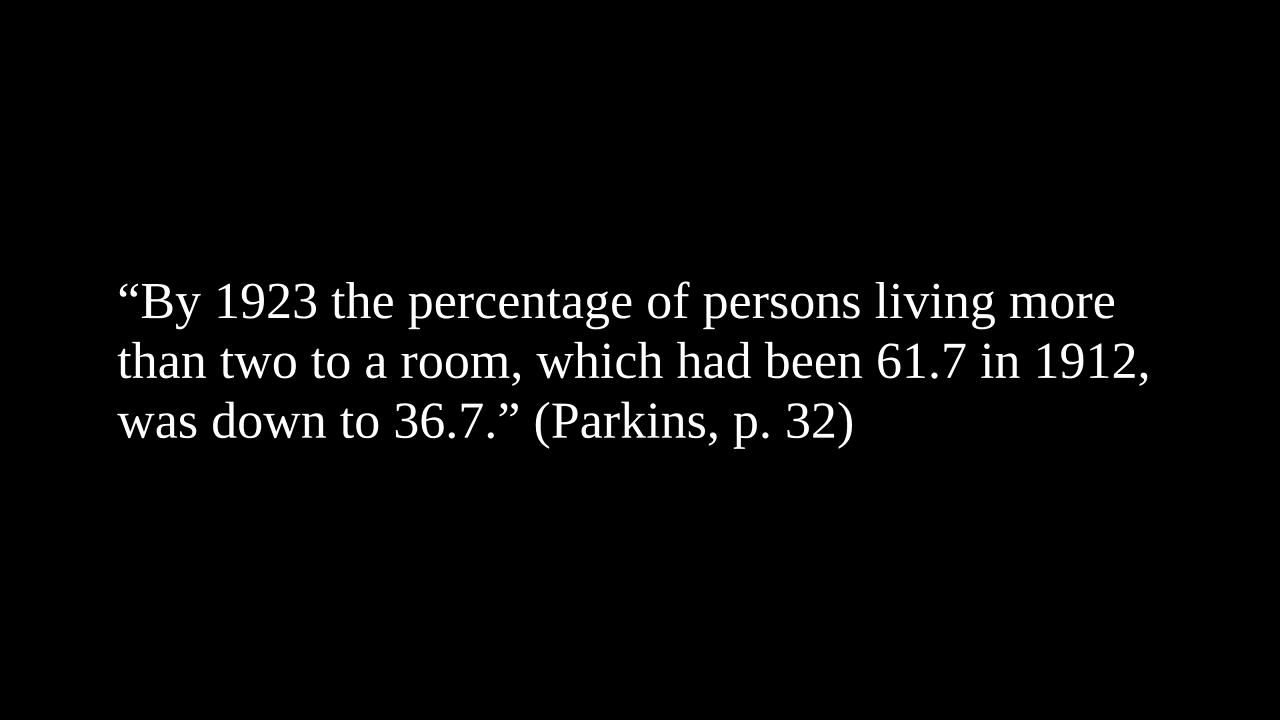 “By 1923 the percentage of persons living more
than two to a room, which had been 61.7 in 1912,
was down to 36.7.” (Parkins, p. 32)